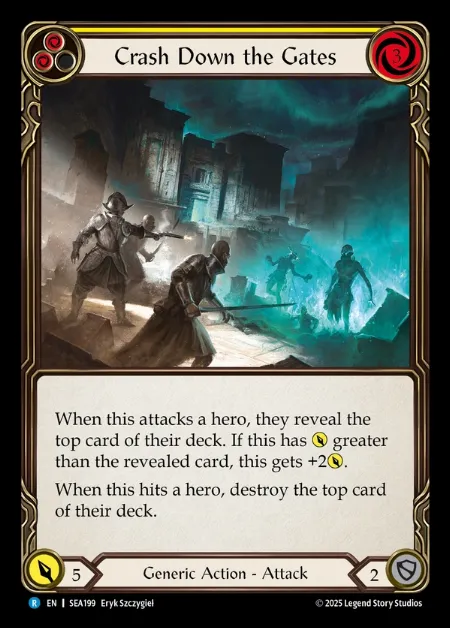 Crash Down the Gates
3
When this attacks a hero, they reveal the
top card of their deck. If this has greater
than the revealed card, this gets +2.
When this hits a hero, destroy the top card
of their deck.
5
Generic Action - Attack
2
R EN | SEA199 Eryk Szczygiel
© 2025 Legend Story Studios